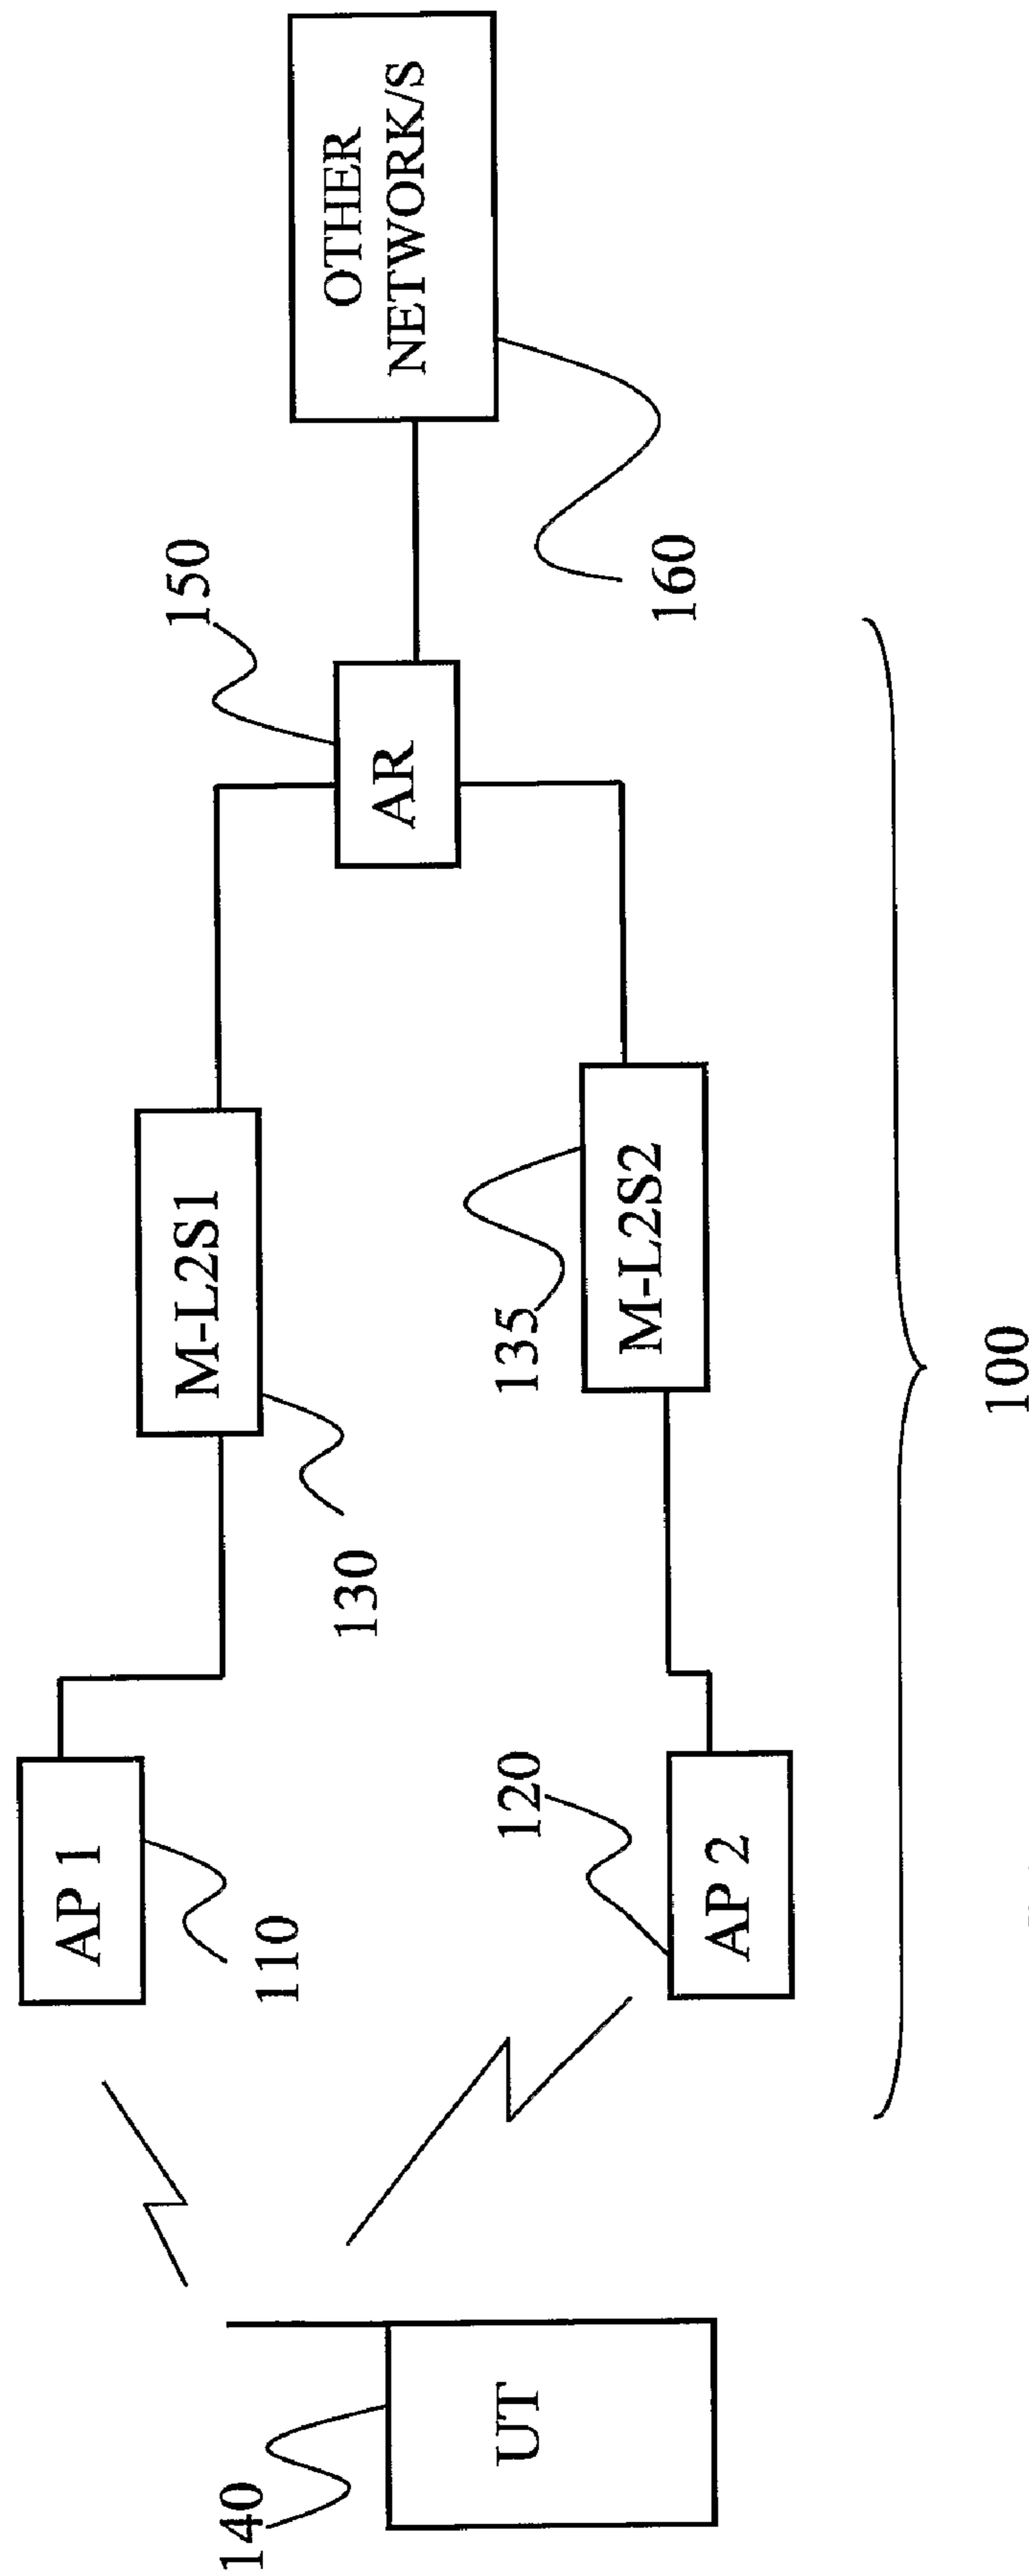 AP 1
110
M-L2S1
130
150
AR
OTHER
NETWORK/S
160
140
UT
120
AP 2
135
M-L2S2
100